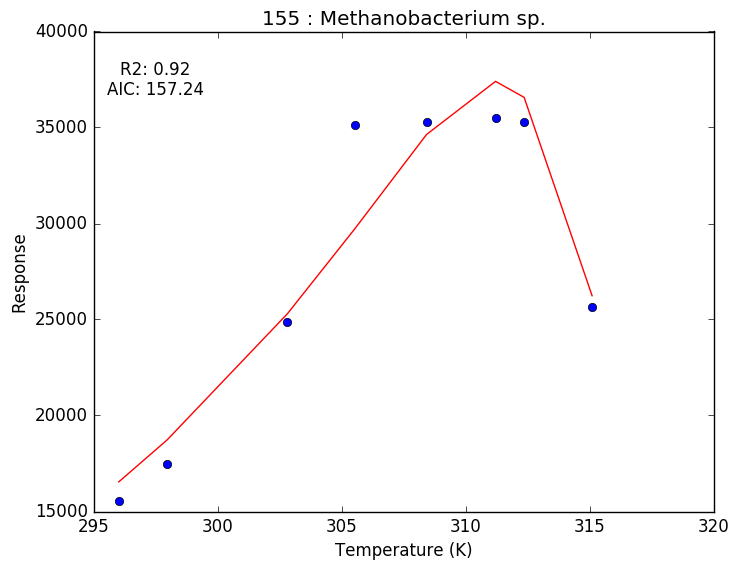 155 : Methanobacterium sp.
40000
R2: 0.92
AIC: 157.24
35000
30000
Response
25000
20000
15000
295 300 305 310 315 320
Temperature (K)